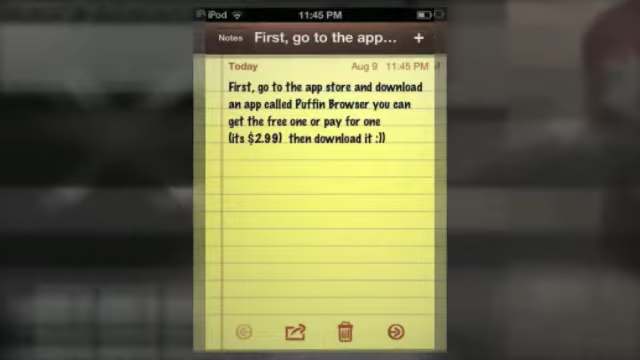 iPod 11:45 PM
Notes First, go to the app... +
Today Aug 9 11:45 PM
First, go to the app store and download
an app called Puffin Browser you can
get the free one or pay for one
(its $2.99) then download it :))